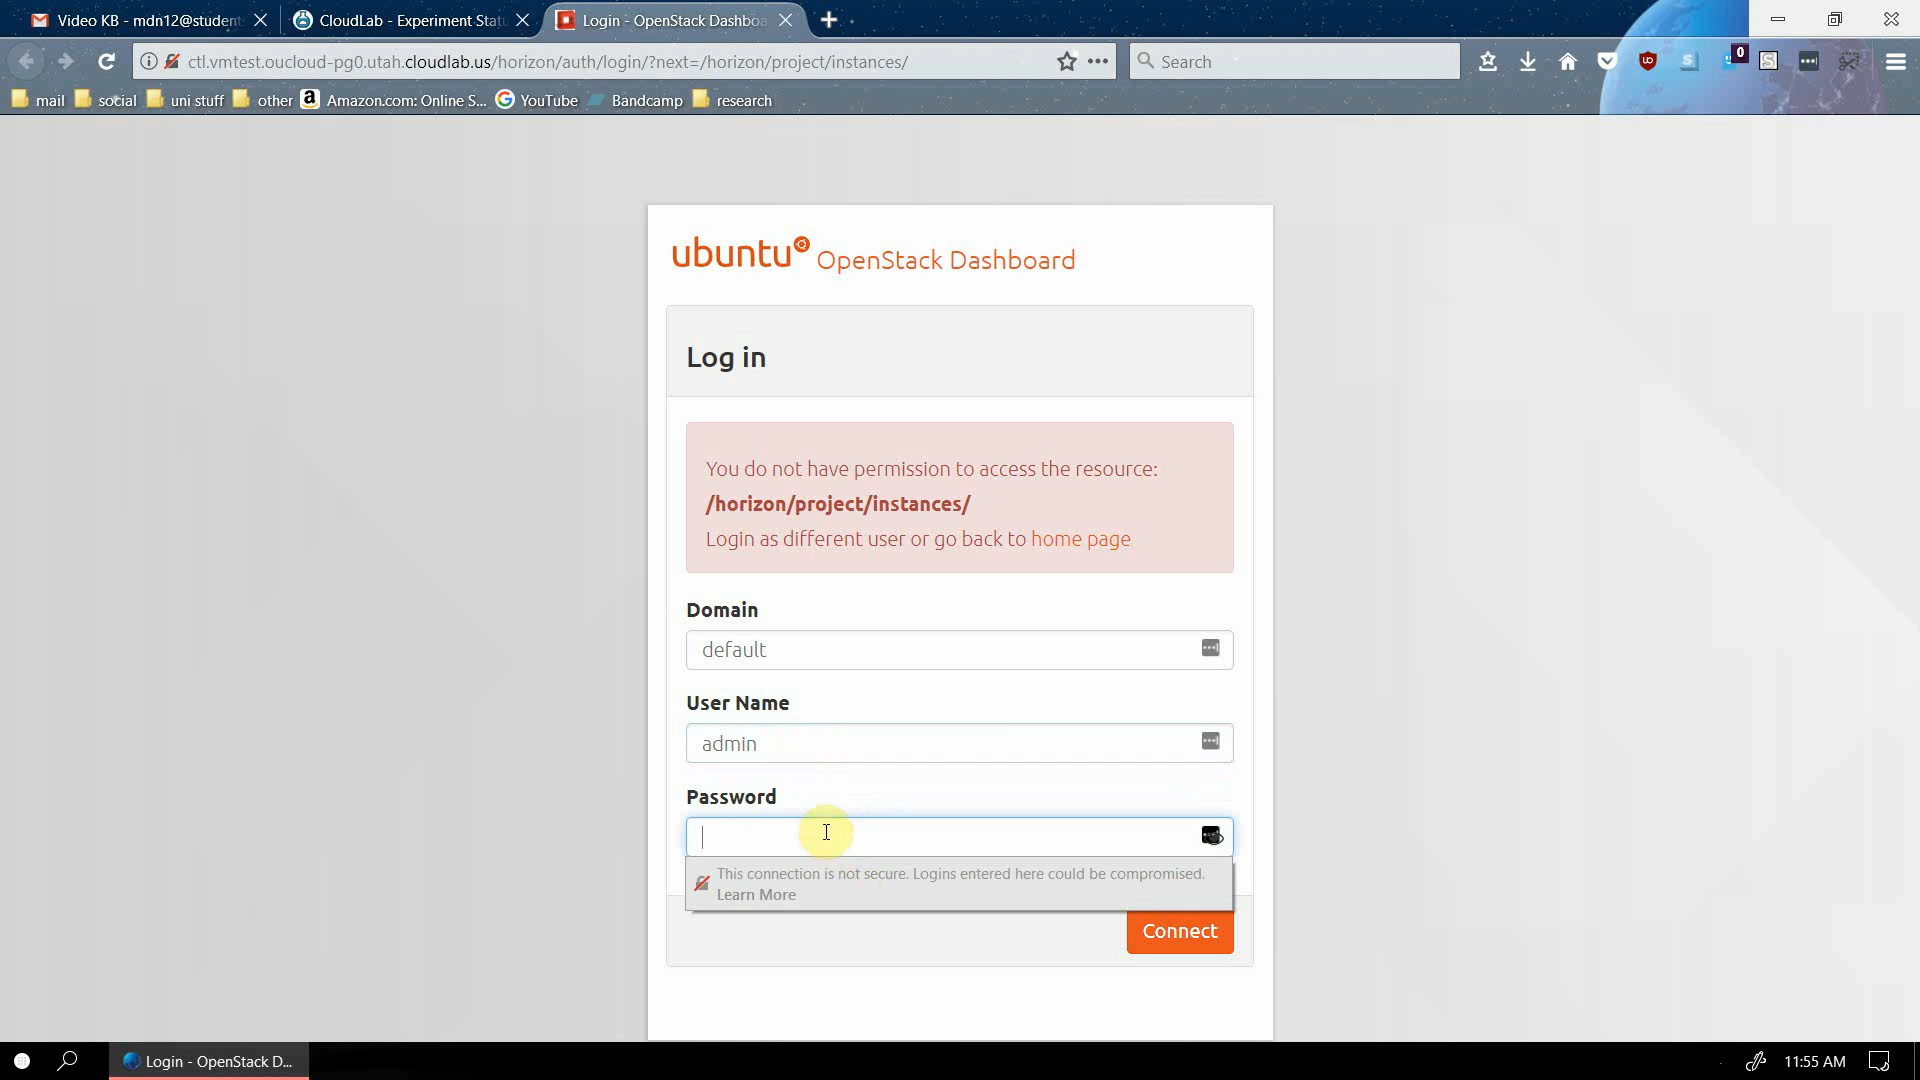 Video KB - mdn12@student
CloudLab - Experiment Stat
Login - OpenStack Dashboa
ctl.vmtest.oucloud-pg0.utah.cloudlab.us/horizon/auth/login/?next=/horizon/project/instances/
Search
0
mail
social
uni stuff
other
Amazon.com: Online S...
YouTube
Bandcamp
research
ubuntu OpenStack Dashboard
Log in
You do not have permission to access the resource:
/horizon/project/instances/
Login as different user or go back to home page
Domain
default
User Name
admin
Password
This connection is not secure. Logins entered here could be compromised.
Learn More
Connect
Login - OpenStack D...
11:55 AM